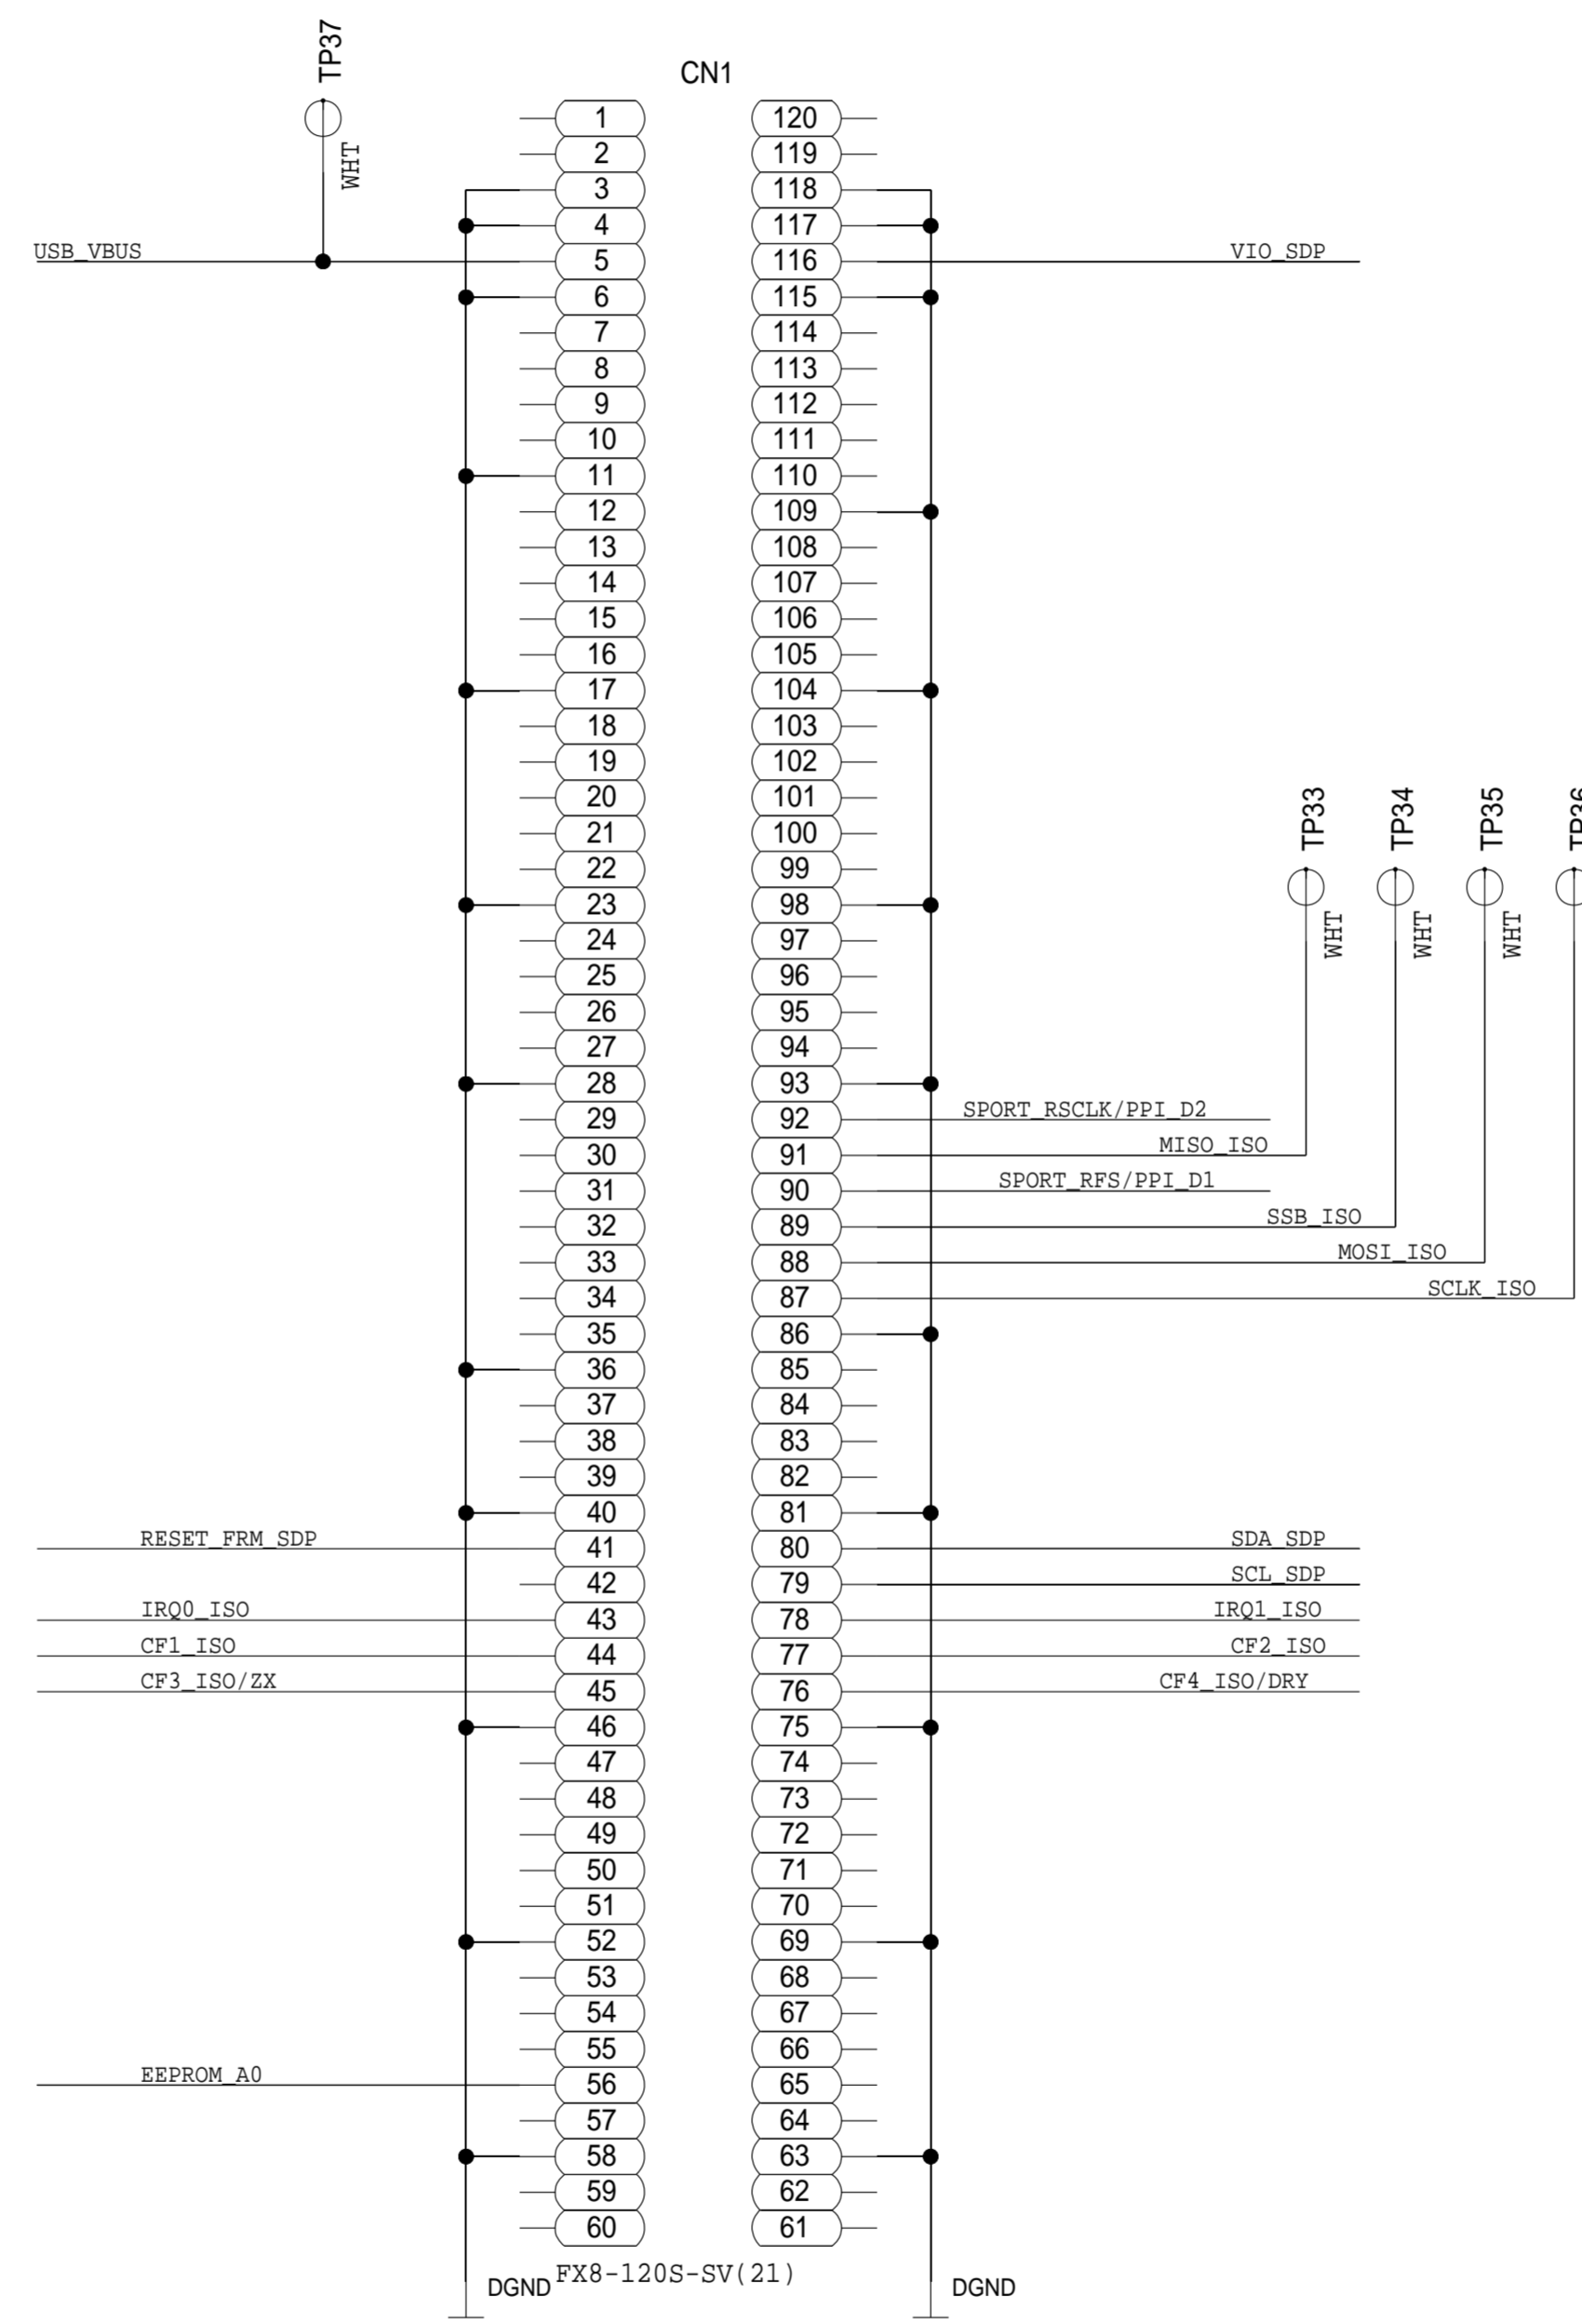 TP37
WHT
CN1
1 120
2 119
3 118
4 117
USB_VBUS 5 116 VIO_SDP
6 115
7 114
8 113
9 112
10 111
11 110
12 109
13 108
14 107
15 106
16 105
17 104
18 103
19 102
20 101
21 100
22 99
23 98
24 97
25 96
26 95
27 94
28 93
TP33 TP34 TP35 TP36
WHT WHT WHT
29 92 SPORT_RSCLK/PPI_D2
30 91 MISO_ISO
31 90 SPORT_RFS/PPI_D1
32 89 SSB_ISO
33 88 MOSI_ISO
34 87 SCLK_ISO
35 86
36 85
37 84
38 83
39 82
40 81
RESET_FRM_SDP 41 80 SDA_SDP
42 79 SCL_SDP
IRQ0_ISO 43 78 IRQ1_ISO
CF1_ISO 44 77 CF2_ISO
CF3_ISO/ZX 45 76 CF4_ISO/DRY
46 75
47 74
48 73
49 72
50 71
51 70
52 69
53 68
54 67
55 66
EEPROM_A0 56 65
57 64
58 63
59 62
60 61
DGND FX8-120S-SV(21) DGND